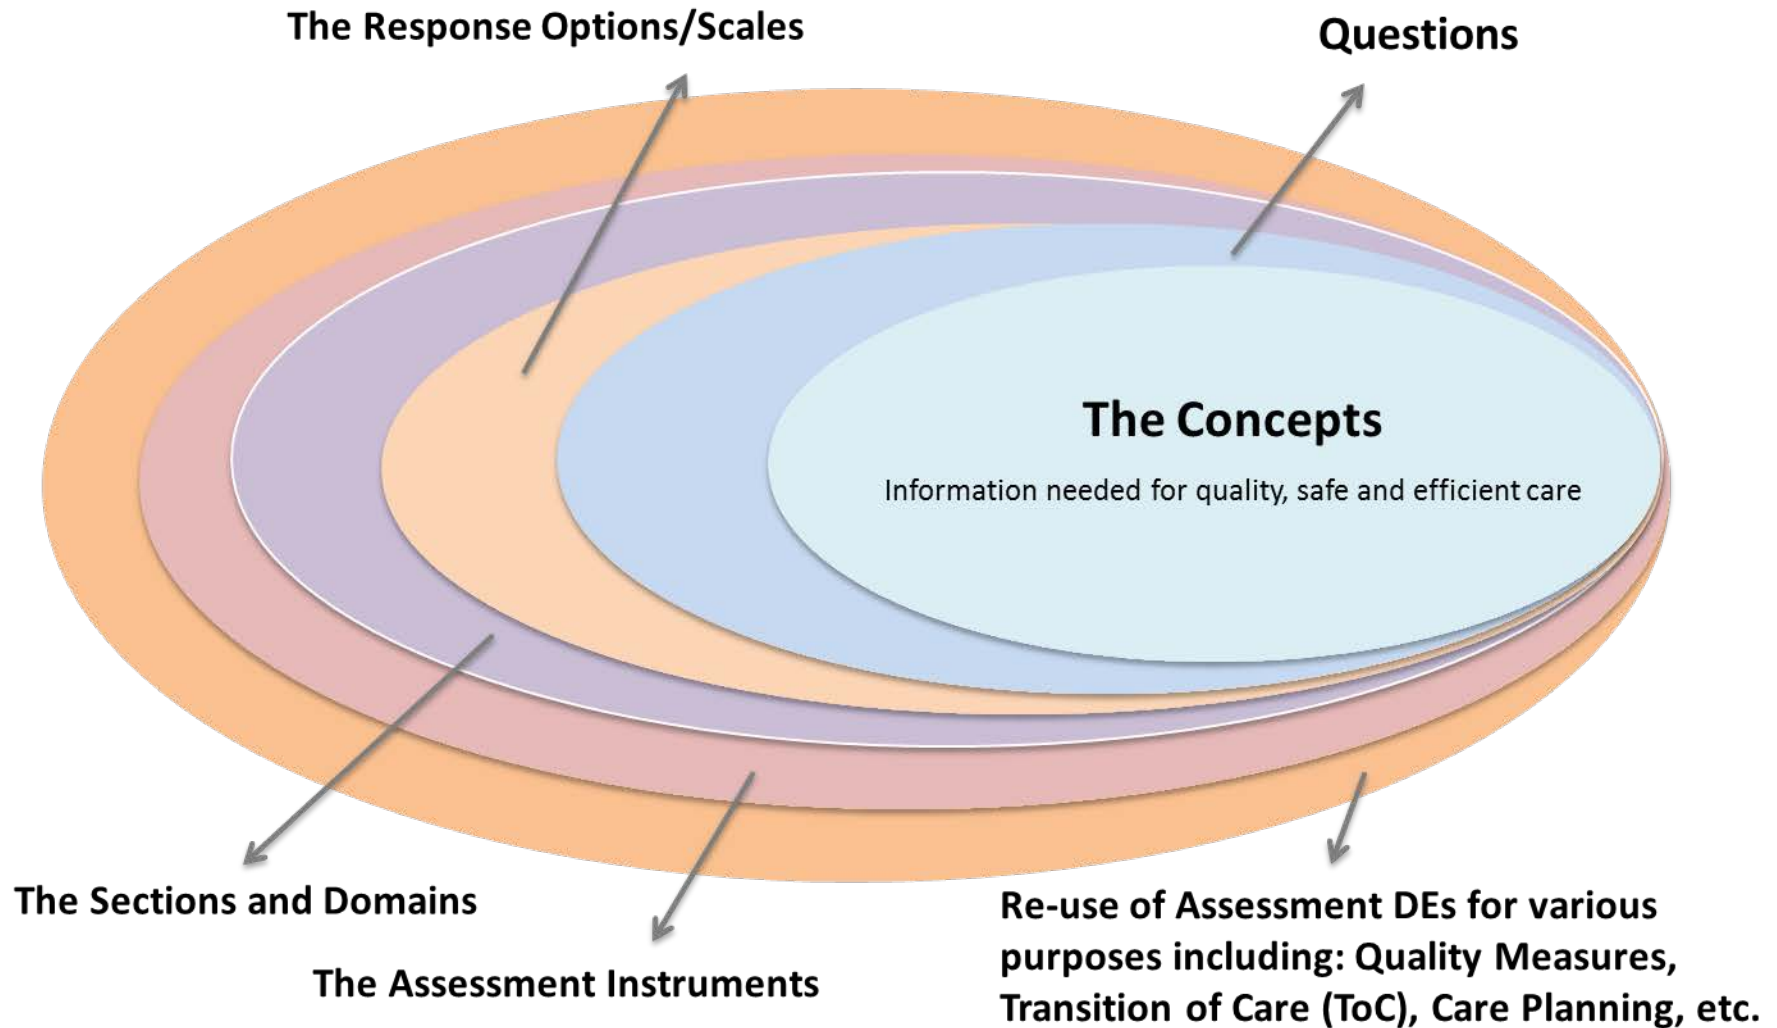 The Response Options/Scales
Questions
The Concepts
Information needed for quality, safe and efficient care
The Sections and Domains
The Assessment Instruments
Re-use of Assessment DEs for various
purposes including: Quality Measures,
Transition of Care (ToC), Care Planning, etc.